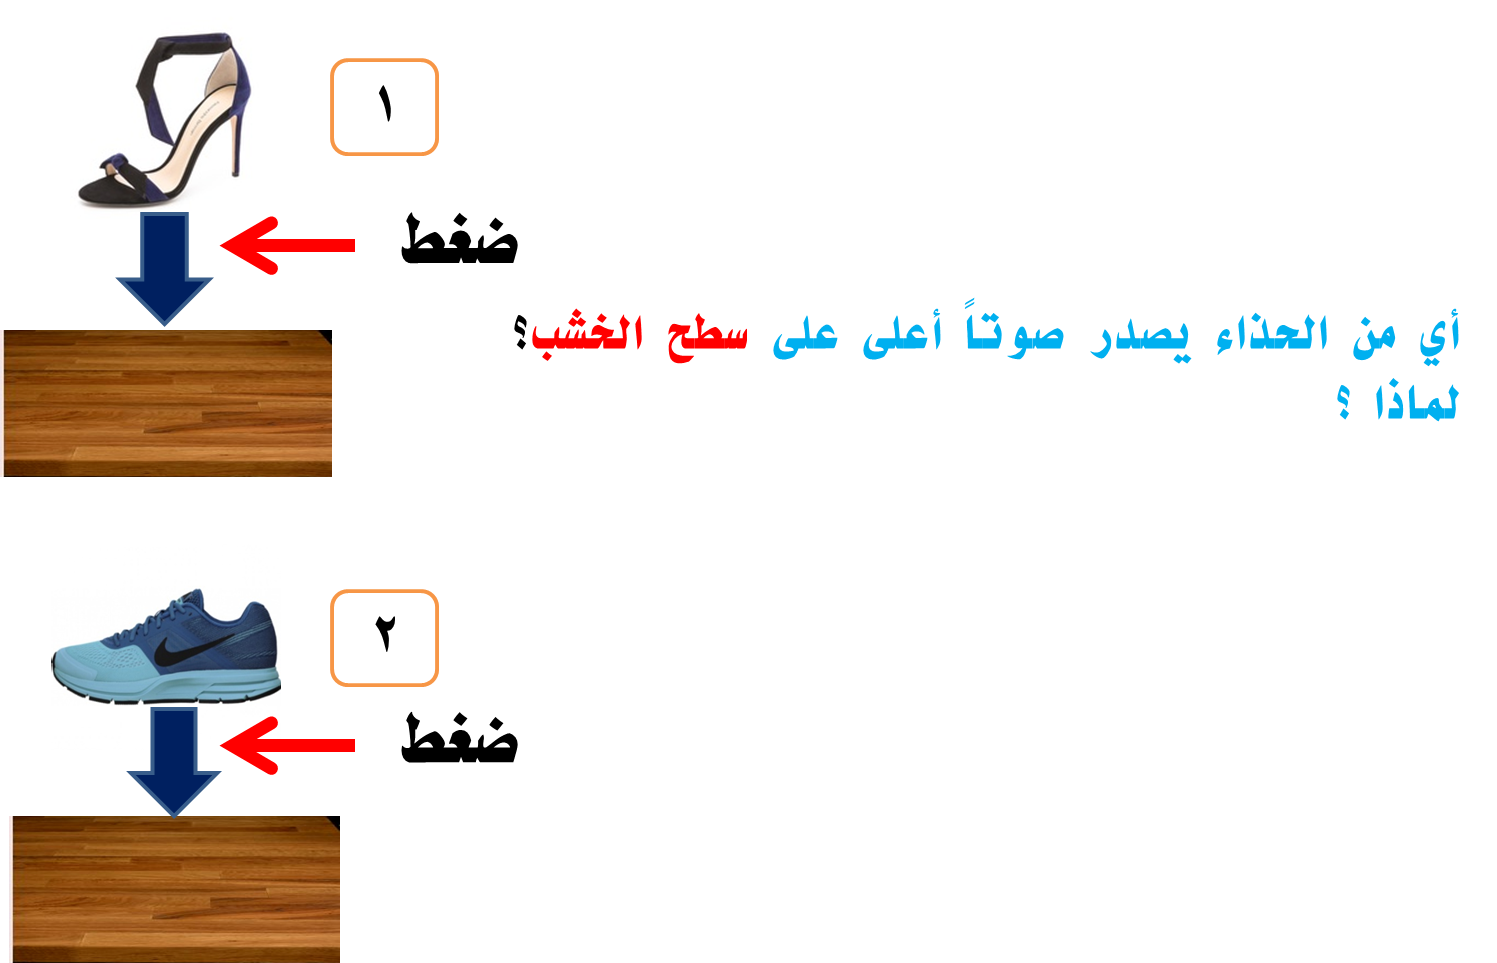 ١
ضغط
أي من الحذاء يصدر صوتاً أعلى على سطح الخشب؟
لماذا ؟
٢
ضغط